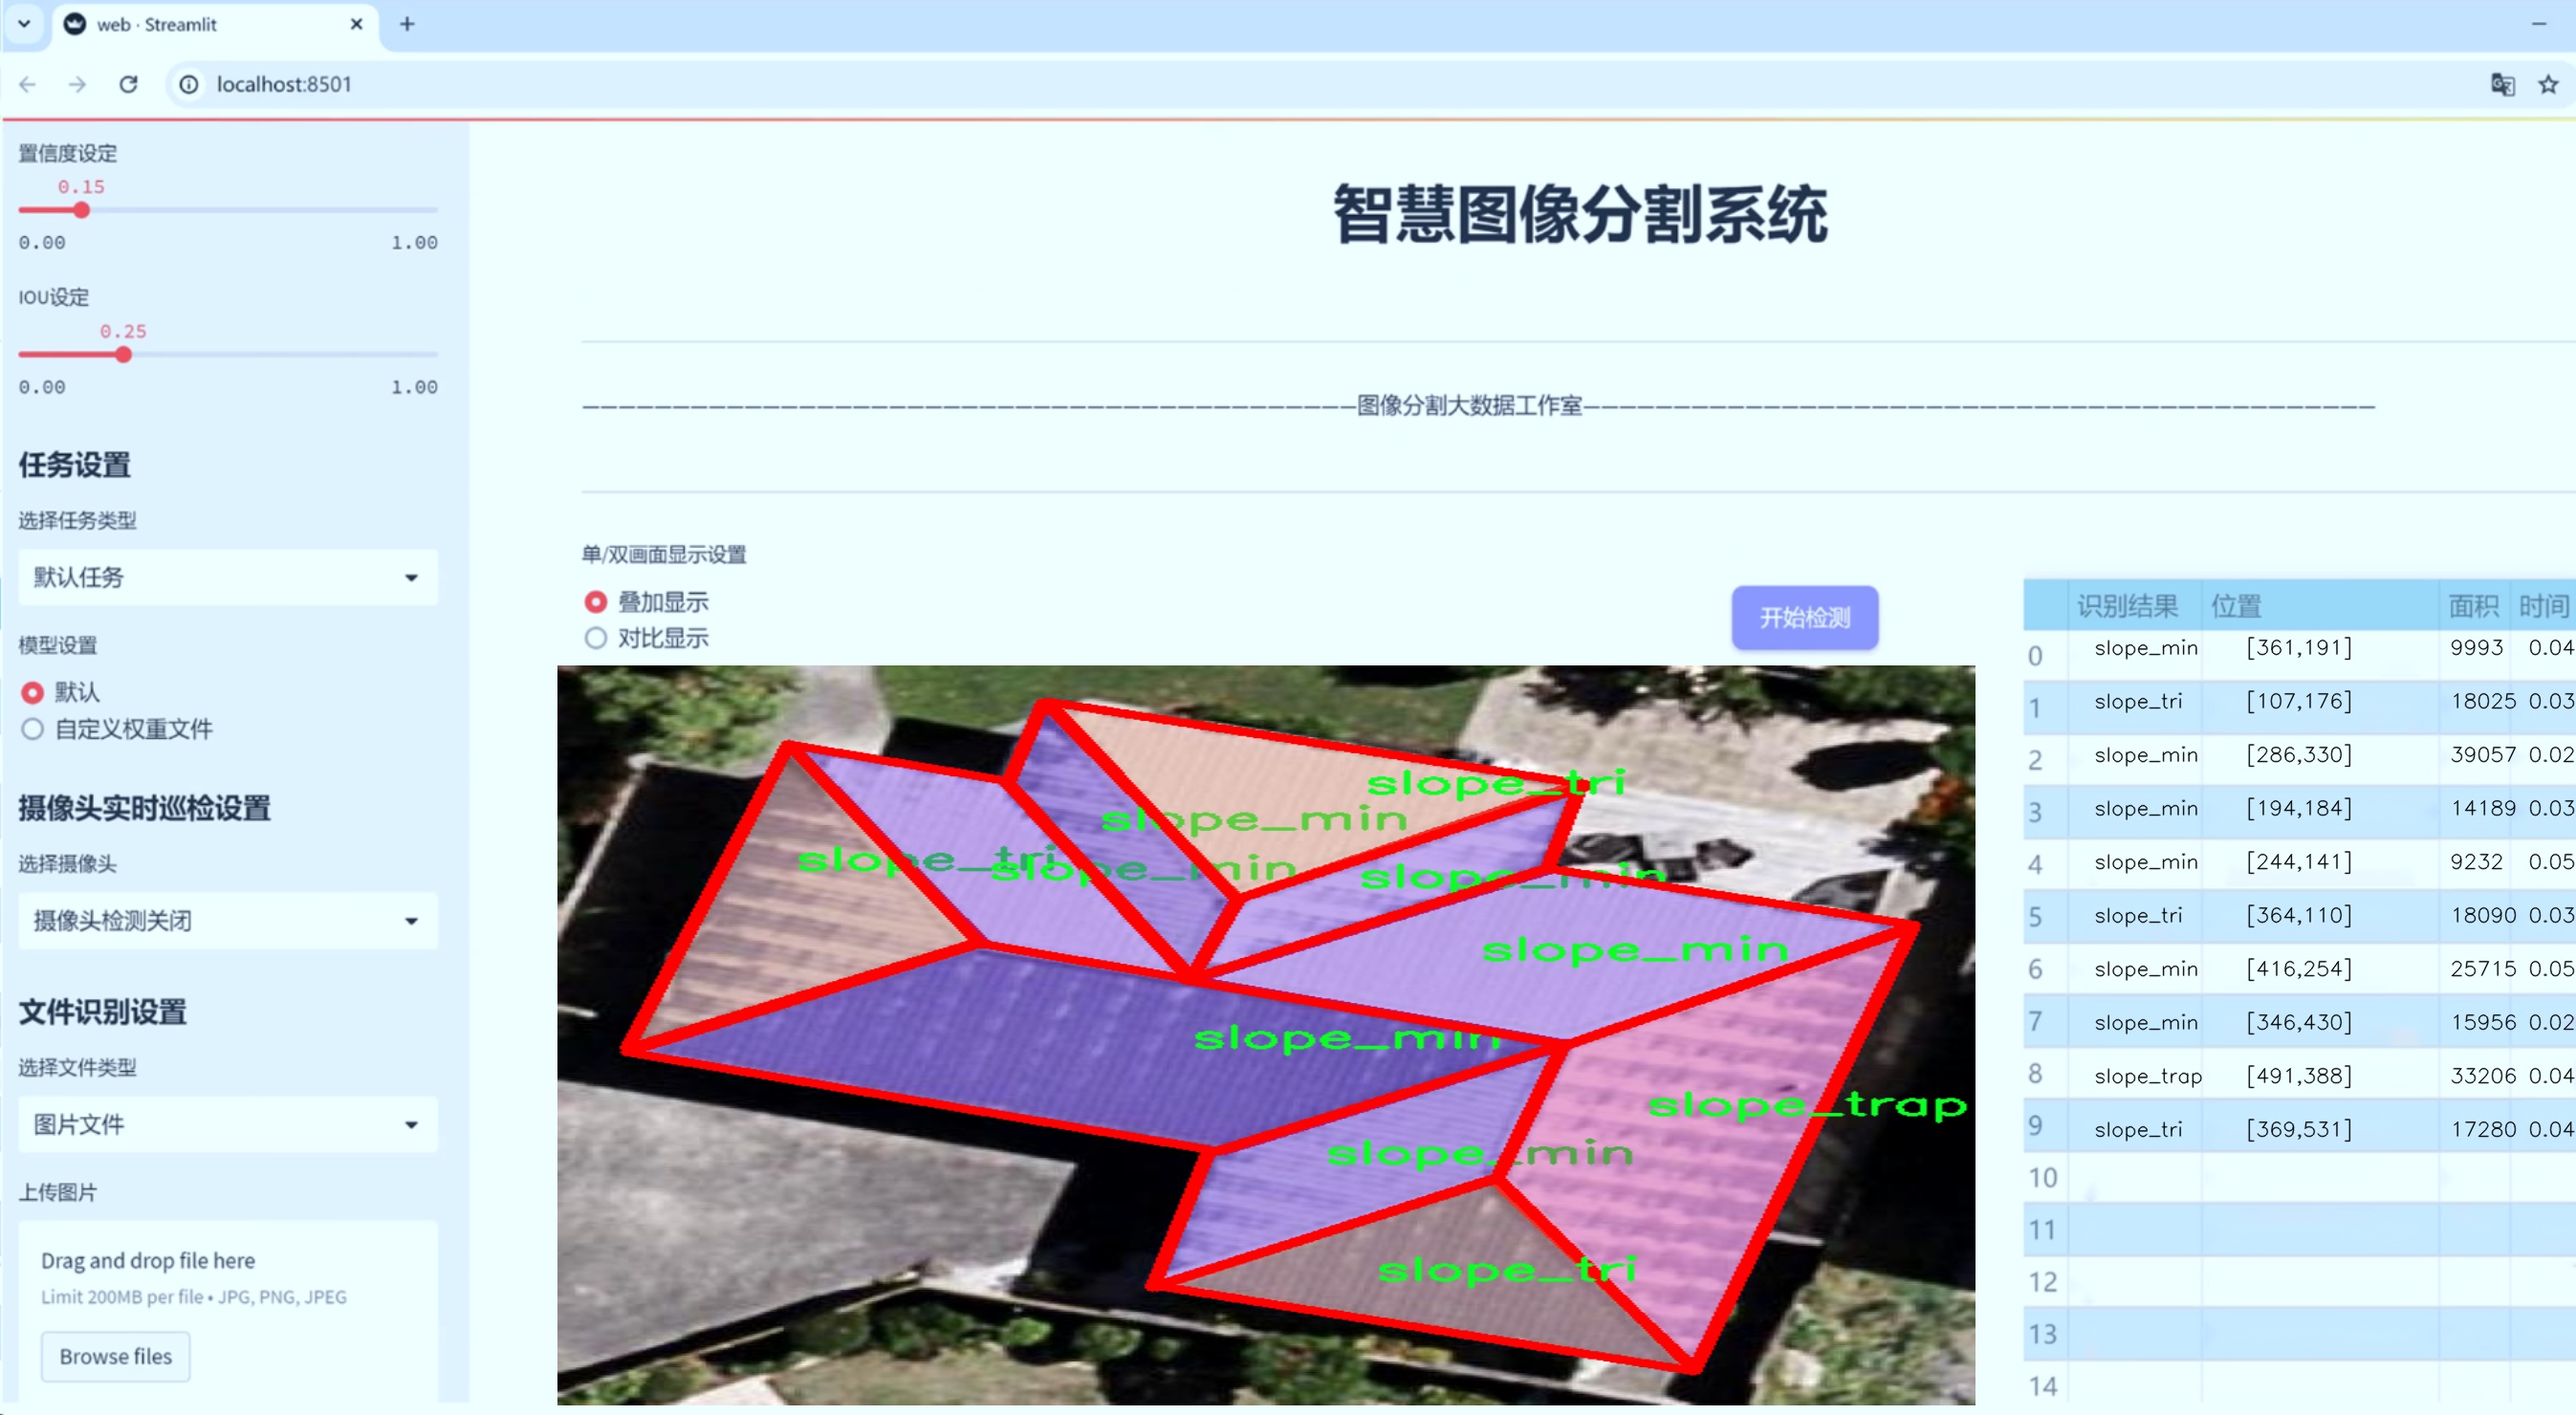 web · Streamlit
localhost:8501
置信度设定
0.15
0.00 1.00
IOU设定
0.25
0.00 1.00
任务设置
选择任务类型
默认任务
模型设置
默认
自定义权重文件
摄像头实时巡检设置
选择摄像头
摄像头检测关闭
文件识别设置
选择文件类型
图片文件
上传图片
Drag and drop file here
Limit 200MB per file • JPG, PNG, JPEG
Browse files
智慧图像分割系统
图像分割大数据工作室
单/双画面显示设置
叠加显示
对比显示
开始检测
slope_tri
slope_min
slope_tri
slope_min
slope_min
slope_min
slope_min
slope_trap
slope_min
slope_tri
识别结果 位置 面积 时间
0 slope_min [361,191] 9993 0.04
1 slope_tri [107,176] 18025 0.03
2 slope_min [286,330] 39057 0.02
3 slope_min [194,184] 14189 0.03
4 slope_min [244,141] 9232 0.05
5 slope_tri [364,110] 18090 0.03
6 slope_min [416,254] 25715 0.05
7 slope_min [346,430] 15956 0.02
8 slope_trap [491,388] 33206 0.04
9 slope_tri [369,531] 17280 0.04
10
11
12
13
14